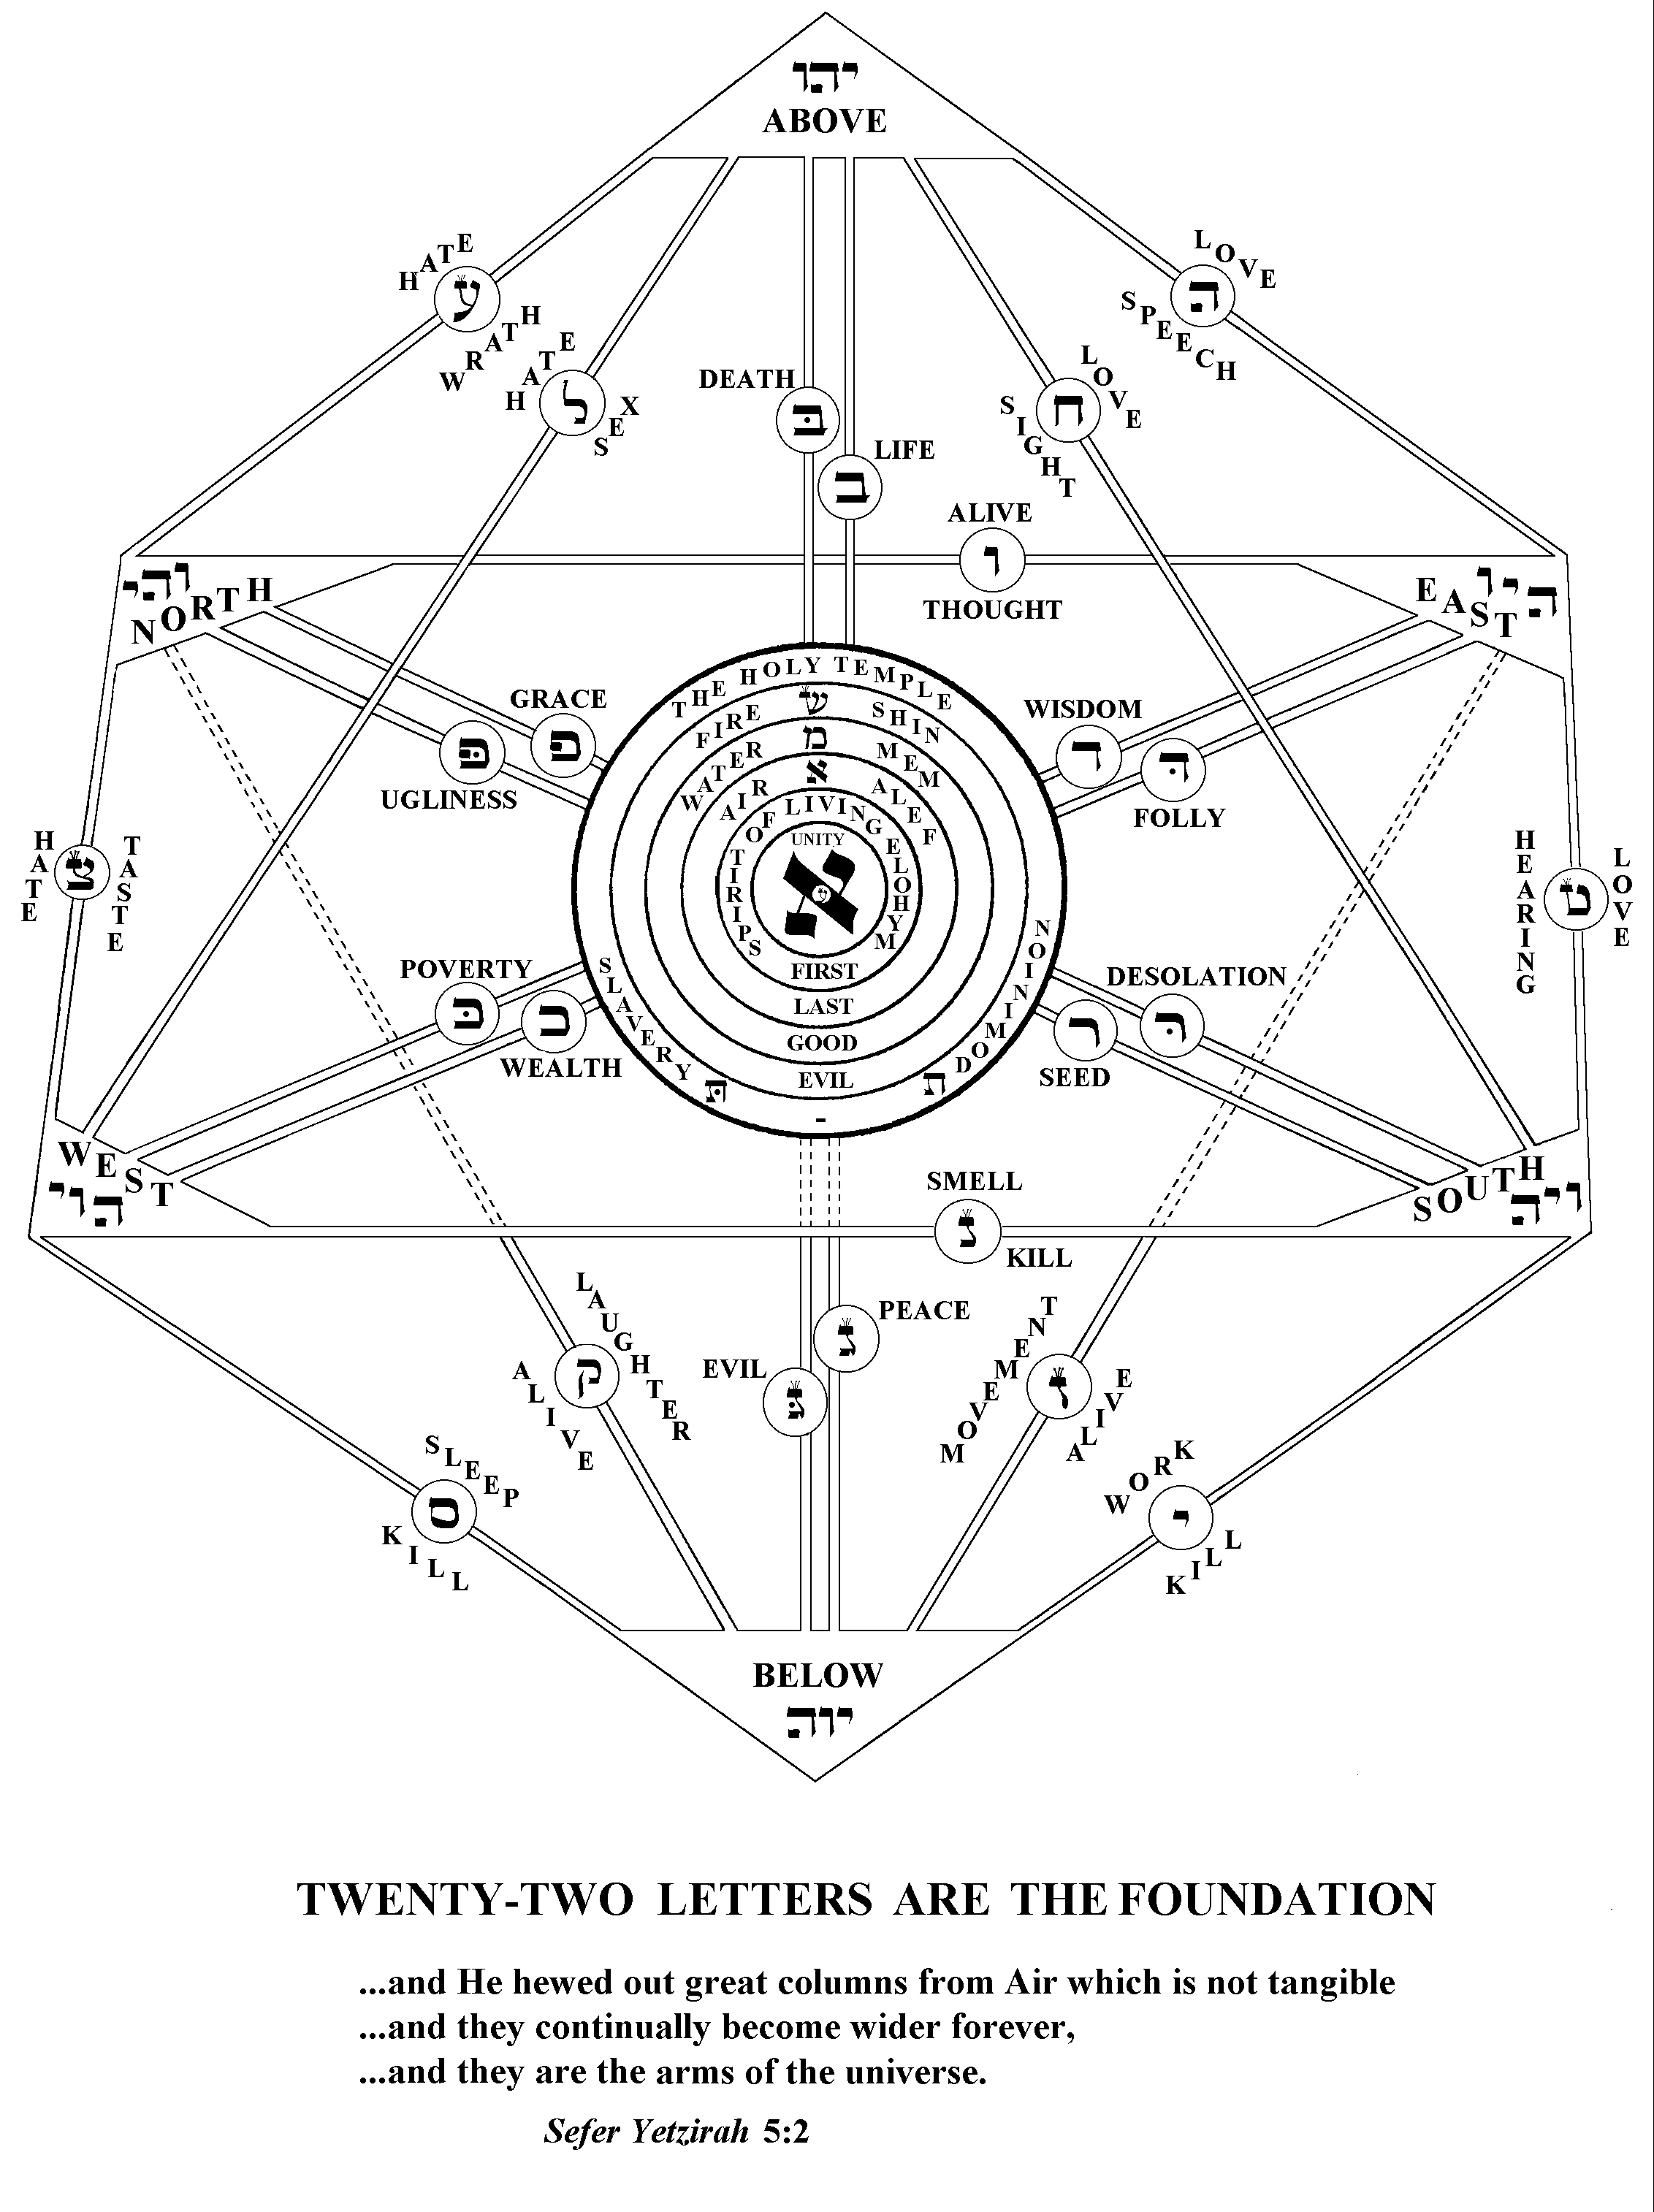 יהו
ABOVE
HATE
ע
WRATH
LOVE
ה
SPEECH
HATE
ל
SEX
LOVE
ח
SIGHT
DEATH
בּ
LIFE
ב
ALIVE
ו
THOUGHT
והי
NORTH
היו
EAST
GRACE
פ
UGLINESS
פּ
WISDOM
ד
FOLLY
דּ
THE HOLY TEMPLE
FIRE ש SHIN
WATER מ MEM
AIR א ALEF
SPIRIT OF LIVING ELOHYM
UNITY
א
FIRST
LAST
GOOD
EVIL
-
SLAVERY
תּ
ת
DOMINION
HATE
צ
TASTE
HEARING
ט
LOVE
POVERTY
כּ
WEALTH
כ
DESOLATION
רּ
SEED
ר
WEST
הוי
SOUTH
ויה
SMELL
נ
KILL
LAUGHTER
ק
ALIVE
PEACE
ג
EVIL
גּ
MOVEMENT
ז
ALIVE
SLEEP
ס
KILL
WORK
י
KILL
BELOW
יוה
TWENTY-TWO LETTERS ARE THE FOUNDATION
...and He hewed out great columns from Air which is not tangible
...and they continually become wider forever,
...and they are the arms of the universe.
Sefer Yetzirah 5:2